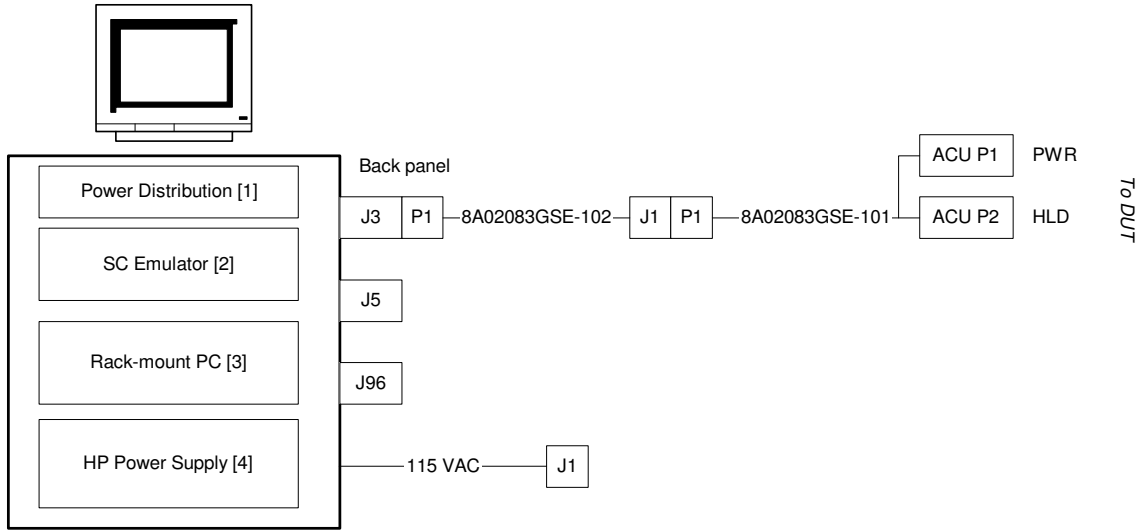 Power Distribution [1]
SC Emulator [2]
Rack-mount PC [3]
HP Power Supply [4]
Back panel
J3
P1
8A02083GSE-102
J1
P1
8A02083GSE-101
ACU P1
PWR
ACU P2
HLD
To DUT
J5
J96
115 VAC
J1